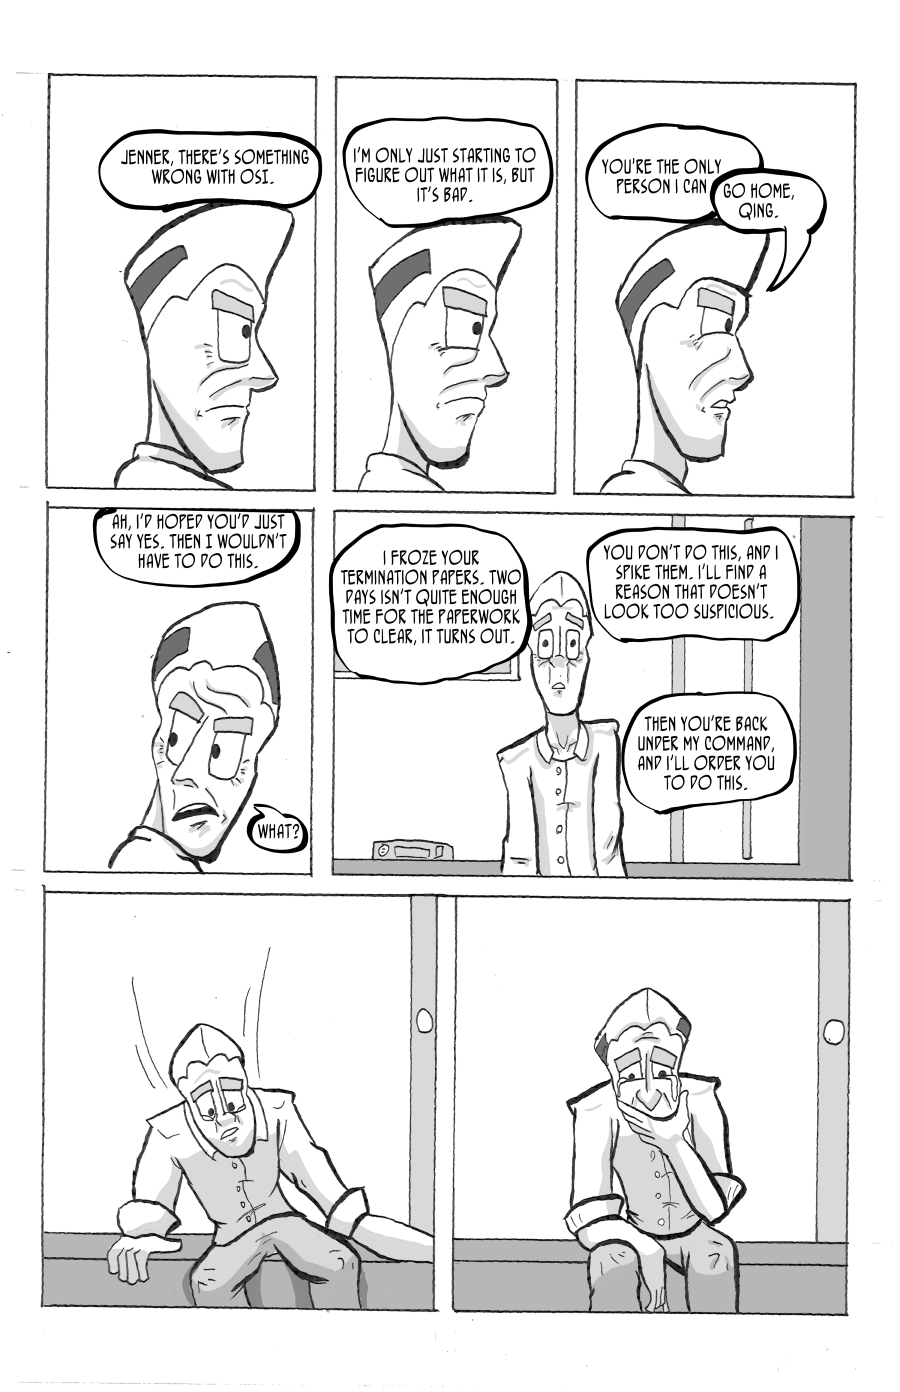 JENNER, THERE'S SOMETHING
WRONG WITH OSI.
I'M ONLY JUST STARTING TO
FIGURE OUT WHAT IT IS, BUT
IT'S BAD.
YOU'RE THE ONLY
PERSON I CAN
GO HOME,
QING.
AH, I'D HOPED YOU'D JUST
SAY YES. THEN I WOULDN'T
HAVE TO DO THIS.
WHAT?
I FROZE YOUR
TERMINATION PAPERS. TWO
DAYS ISN'T QUITE ENOUGH
TIME FOR THE PAPERWORK
TO CLEAR, IT TURNS OUT.
YOU DON'T DO THIS, AND I
SPIKE THEM. I'LL FIND A
REASON THAT DOESN'T
LOOK TOO SUSPICIOUS.
THEN YOU'RE BACK
UNDER MY COMMAND,
AND I'LL ORDER YOU
TO DO THIS.